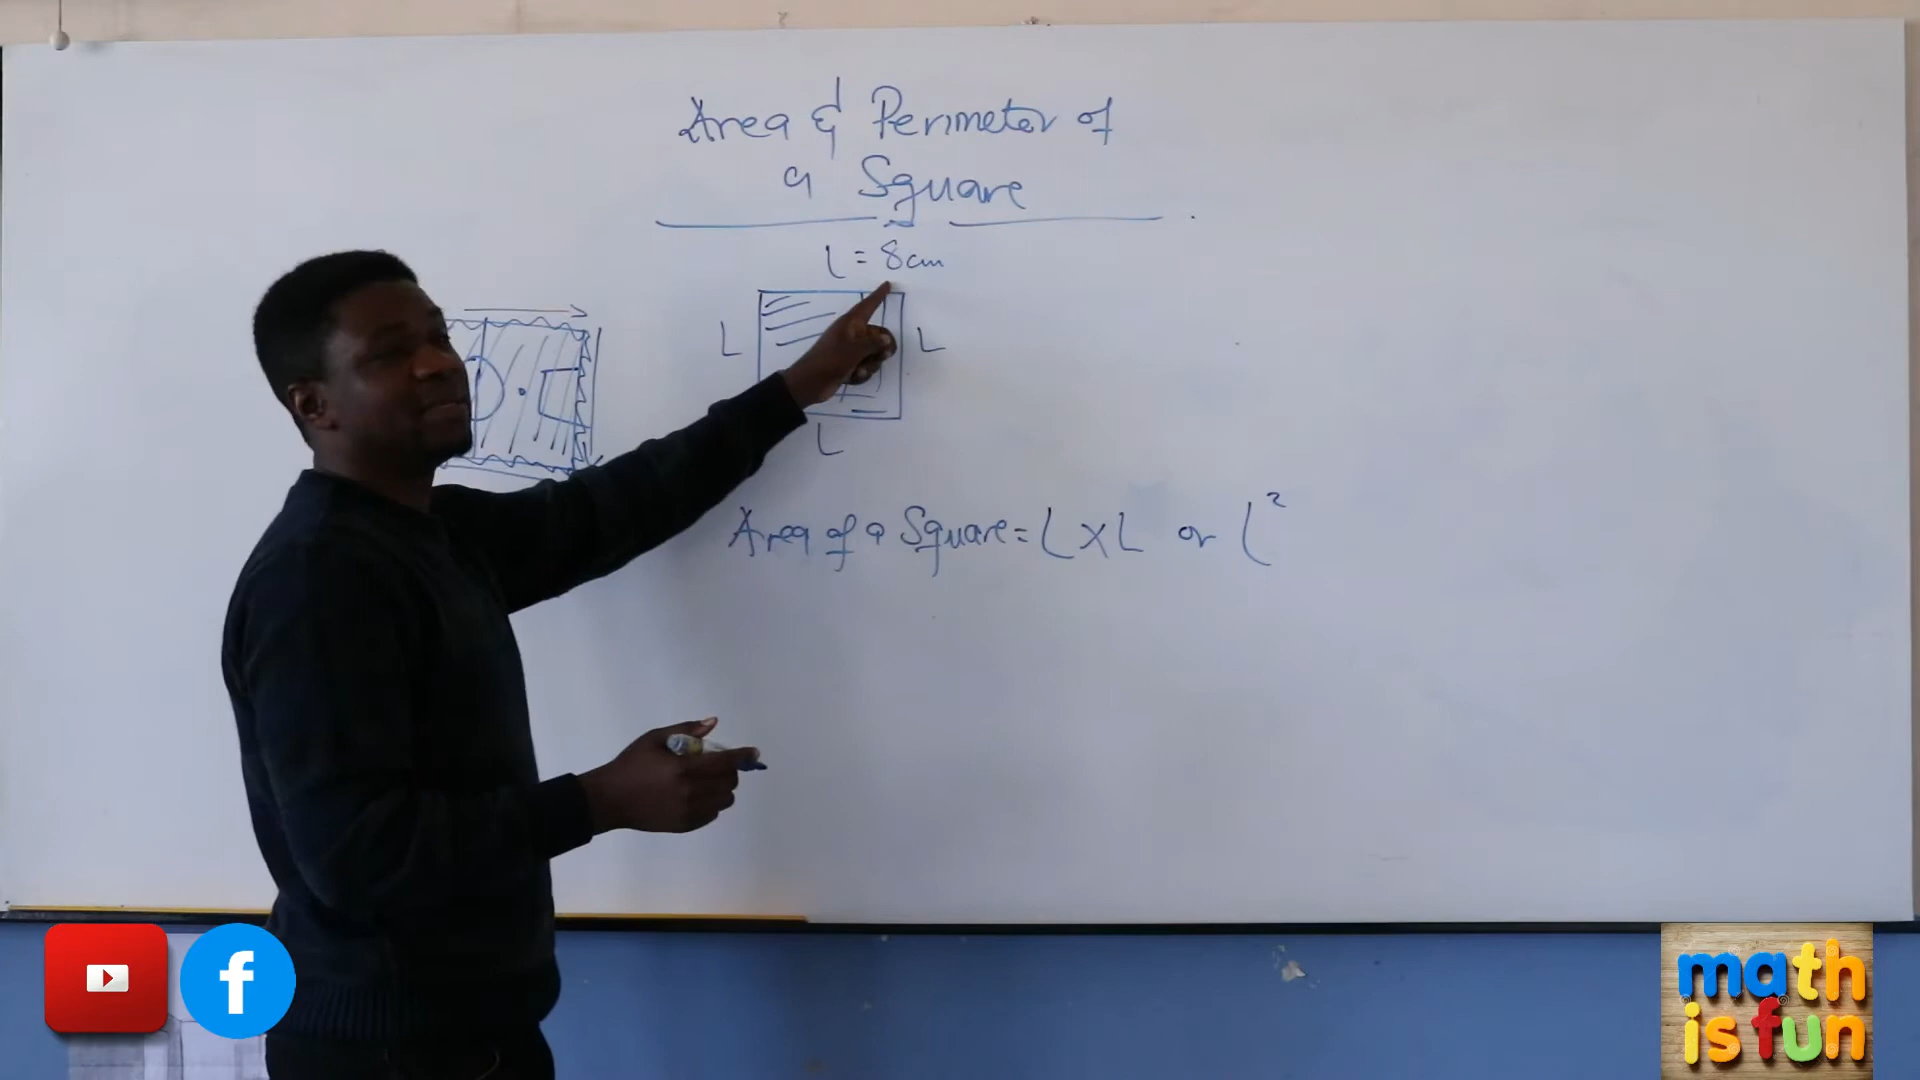 Area & Perimeter of
a Square
L = 8cm
L
L
L
Area of a Square = L x L or L²
f
math
is fun